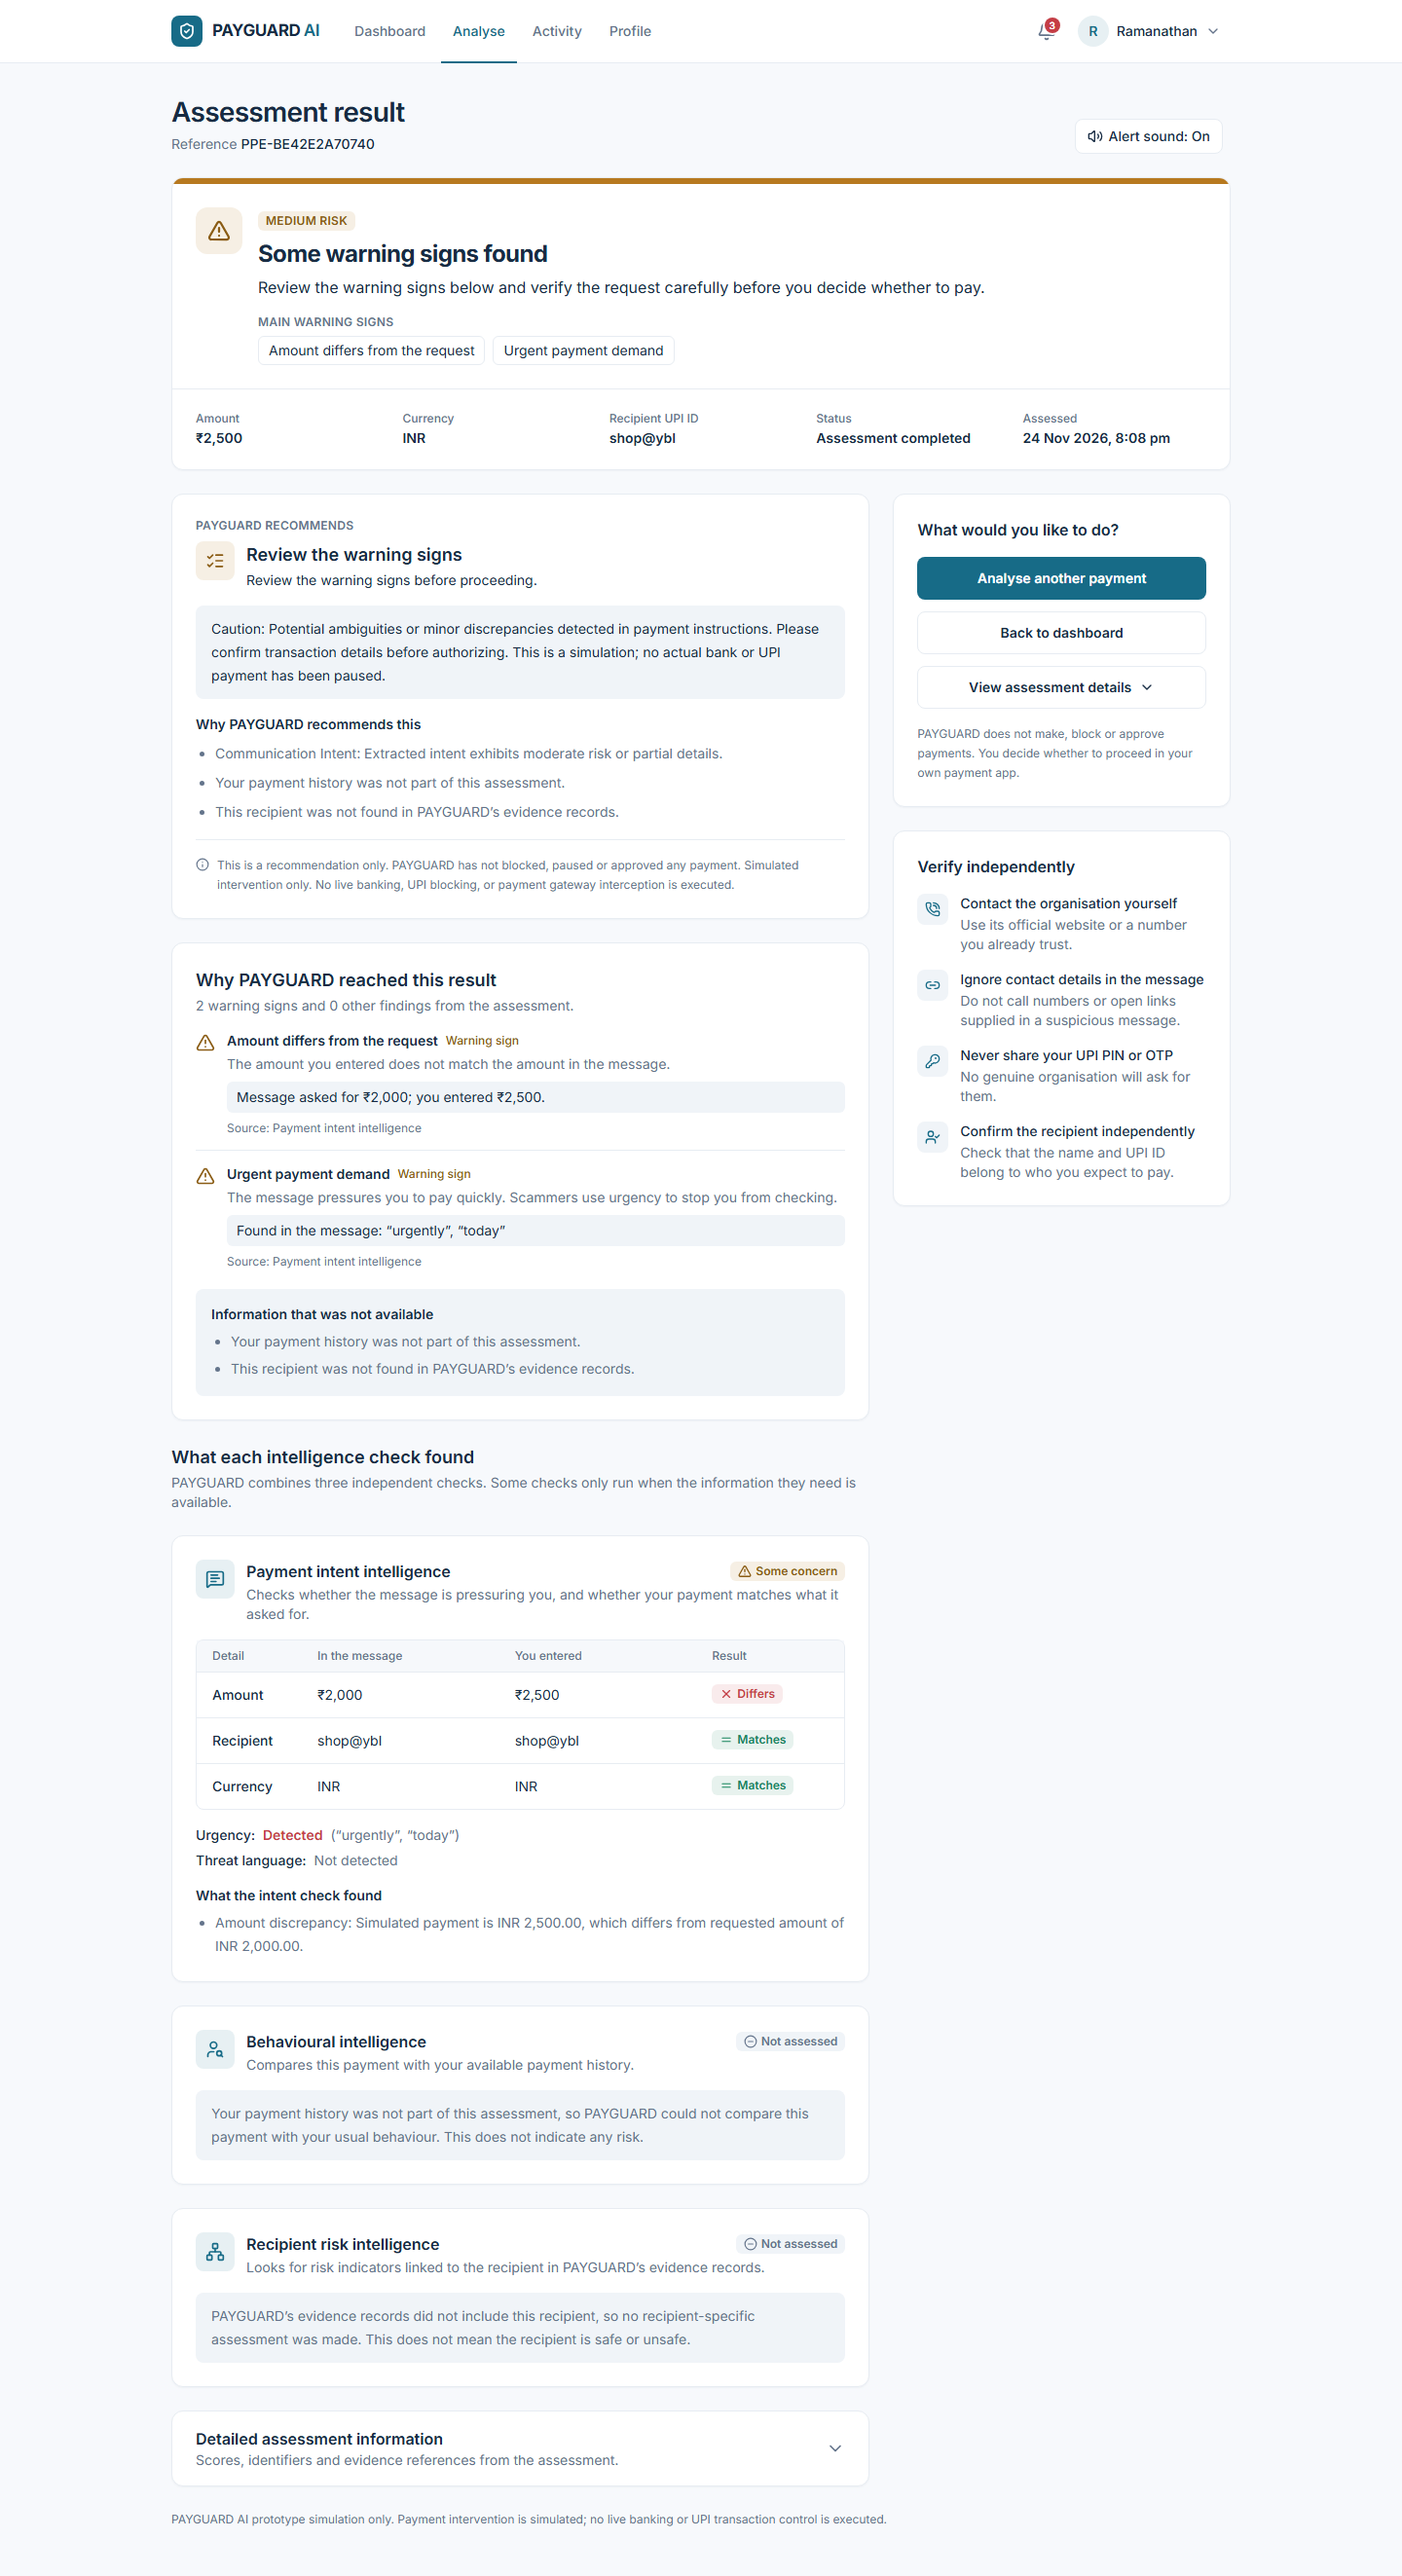 PAYGUARD AI
Dashboard
Analyse
Activity
Profile
3
R
Ramanathan
Assessment result
Reference PPE-BE42E2A70740
Alert sound: On
MEDIUM RISK
Some warning signs found
Review the warning signs below and verify the request carefully before you decide whether to pay.
MAIN WARNING SIGNS
Amount differs from the request
Urgent payment demand
Amount
₹2,500
Currency
INR
Recipient UPI ID
shop@ybl
Status
Assessment completed
Assessed
24 Nov 2026, 8:08 pm
PAYGUARD RECOMMENDS
Review the warning signs
Review the warning signs before proceeding.
Caution: Potential ambiguities or minor discrepancies detected in payment instructions. Please
confirm transaction details before authorizing. This is a simulation; no actual bank or UPI
payment has been paused.
Why PAYGUARD recommends this
• Communication Intent: Extracted intent exhibits moderate risk or partial details.
• Your payment history was not part of this assessment.
• This recipient was not found in PAYGUARD’s evidence records.
This is a recommendation only. PAYGUARD has not blocked, paused or approved any payment. Simulated
intervention only. No live banking, UPI blocking, or payment gateway interception is executed.
What would you like to do?
Analyse another payment
Back to dashboard
View assessment details
PAYGUARD does not make, block or approve
payments. You decide whether to proceed in your
own payment app.
Verify independently
Contact the organisation yourself
Use its official website or a number
you already trust.
Ignore contact details in the message
Do not call numbers or open links
supplied in a suspicious message.
Never share your UPI PIN or OTP
No genuine organisation will ask for
them.
Confirm the recipient independently
Check that the name and UPI ID
belong to who you expect to pay.
Why PAYGUARD reached this result
2 warning signs and 0 other findings from the assessment.
Amount differs from the request Warning sign
The amount you entered does not match the amount in the message.
Message asked for ₹2,000; you entered ₹2,500.
Source: Payment intent intelligence
Urgent payment demand Warning sign
The message pressures you to pay quickly. Scammers use urgency to stop you from checking.
Found in the message: “urgently”, “today”
Source: Payment intent intelligence
Information that was not available
• Your payment history was not part of this assessment.
• This recipient was not found in PAYGUARD’s evidence records.
What each intelligence check found
PAYGUARD combines three independent checks. Some checks only run when the information they need is
available.
Payment intent intelligence
Some concern
Checks whether the message is pressuring you, and whether your payment matches what it
asked for.
Detail In the message You entered Result
Amount ₹2,000 ₹2,500 Differs
Recipient shop@ybl shop@ybl Matches
Currency INR INR Matches
Urgency: Detected (“urgently”, “today”)
Threat language: Not detected
What the intent check found
• Amount discrepancy: Simulated payment is INR 2,500.00, which differs from requested amount of
INR 2,000.00.
Behavioural intelligence
Not assessed
Compares this payment with your available payment history.
Your payment history was not part of this assessment, so PAYGUARD could not compare this
payment with your usual behaviour. This does not indicate any risk.
Recipient risk intelligence
Not assessed
Looks for risk indicators linked to the recipient in PAYGUARD’s evidence records.
PAYGUARD’s evidence records did not include this recipient, so no recipient-specific
assessment was made. This does not mean the recipient is safe or unsafe.
Detailed assessment information
Scores, identifiers and evidence references from the assessment.
PAYGUARD AI prototype simulation only. Payment intervention is simulated; no live banking or UPI transaction control is executed.